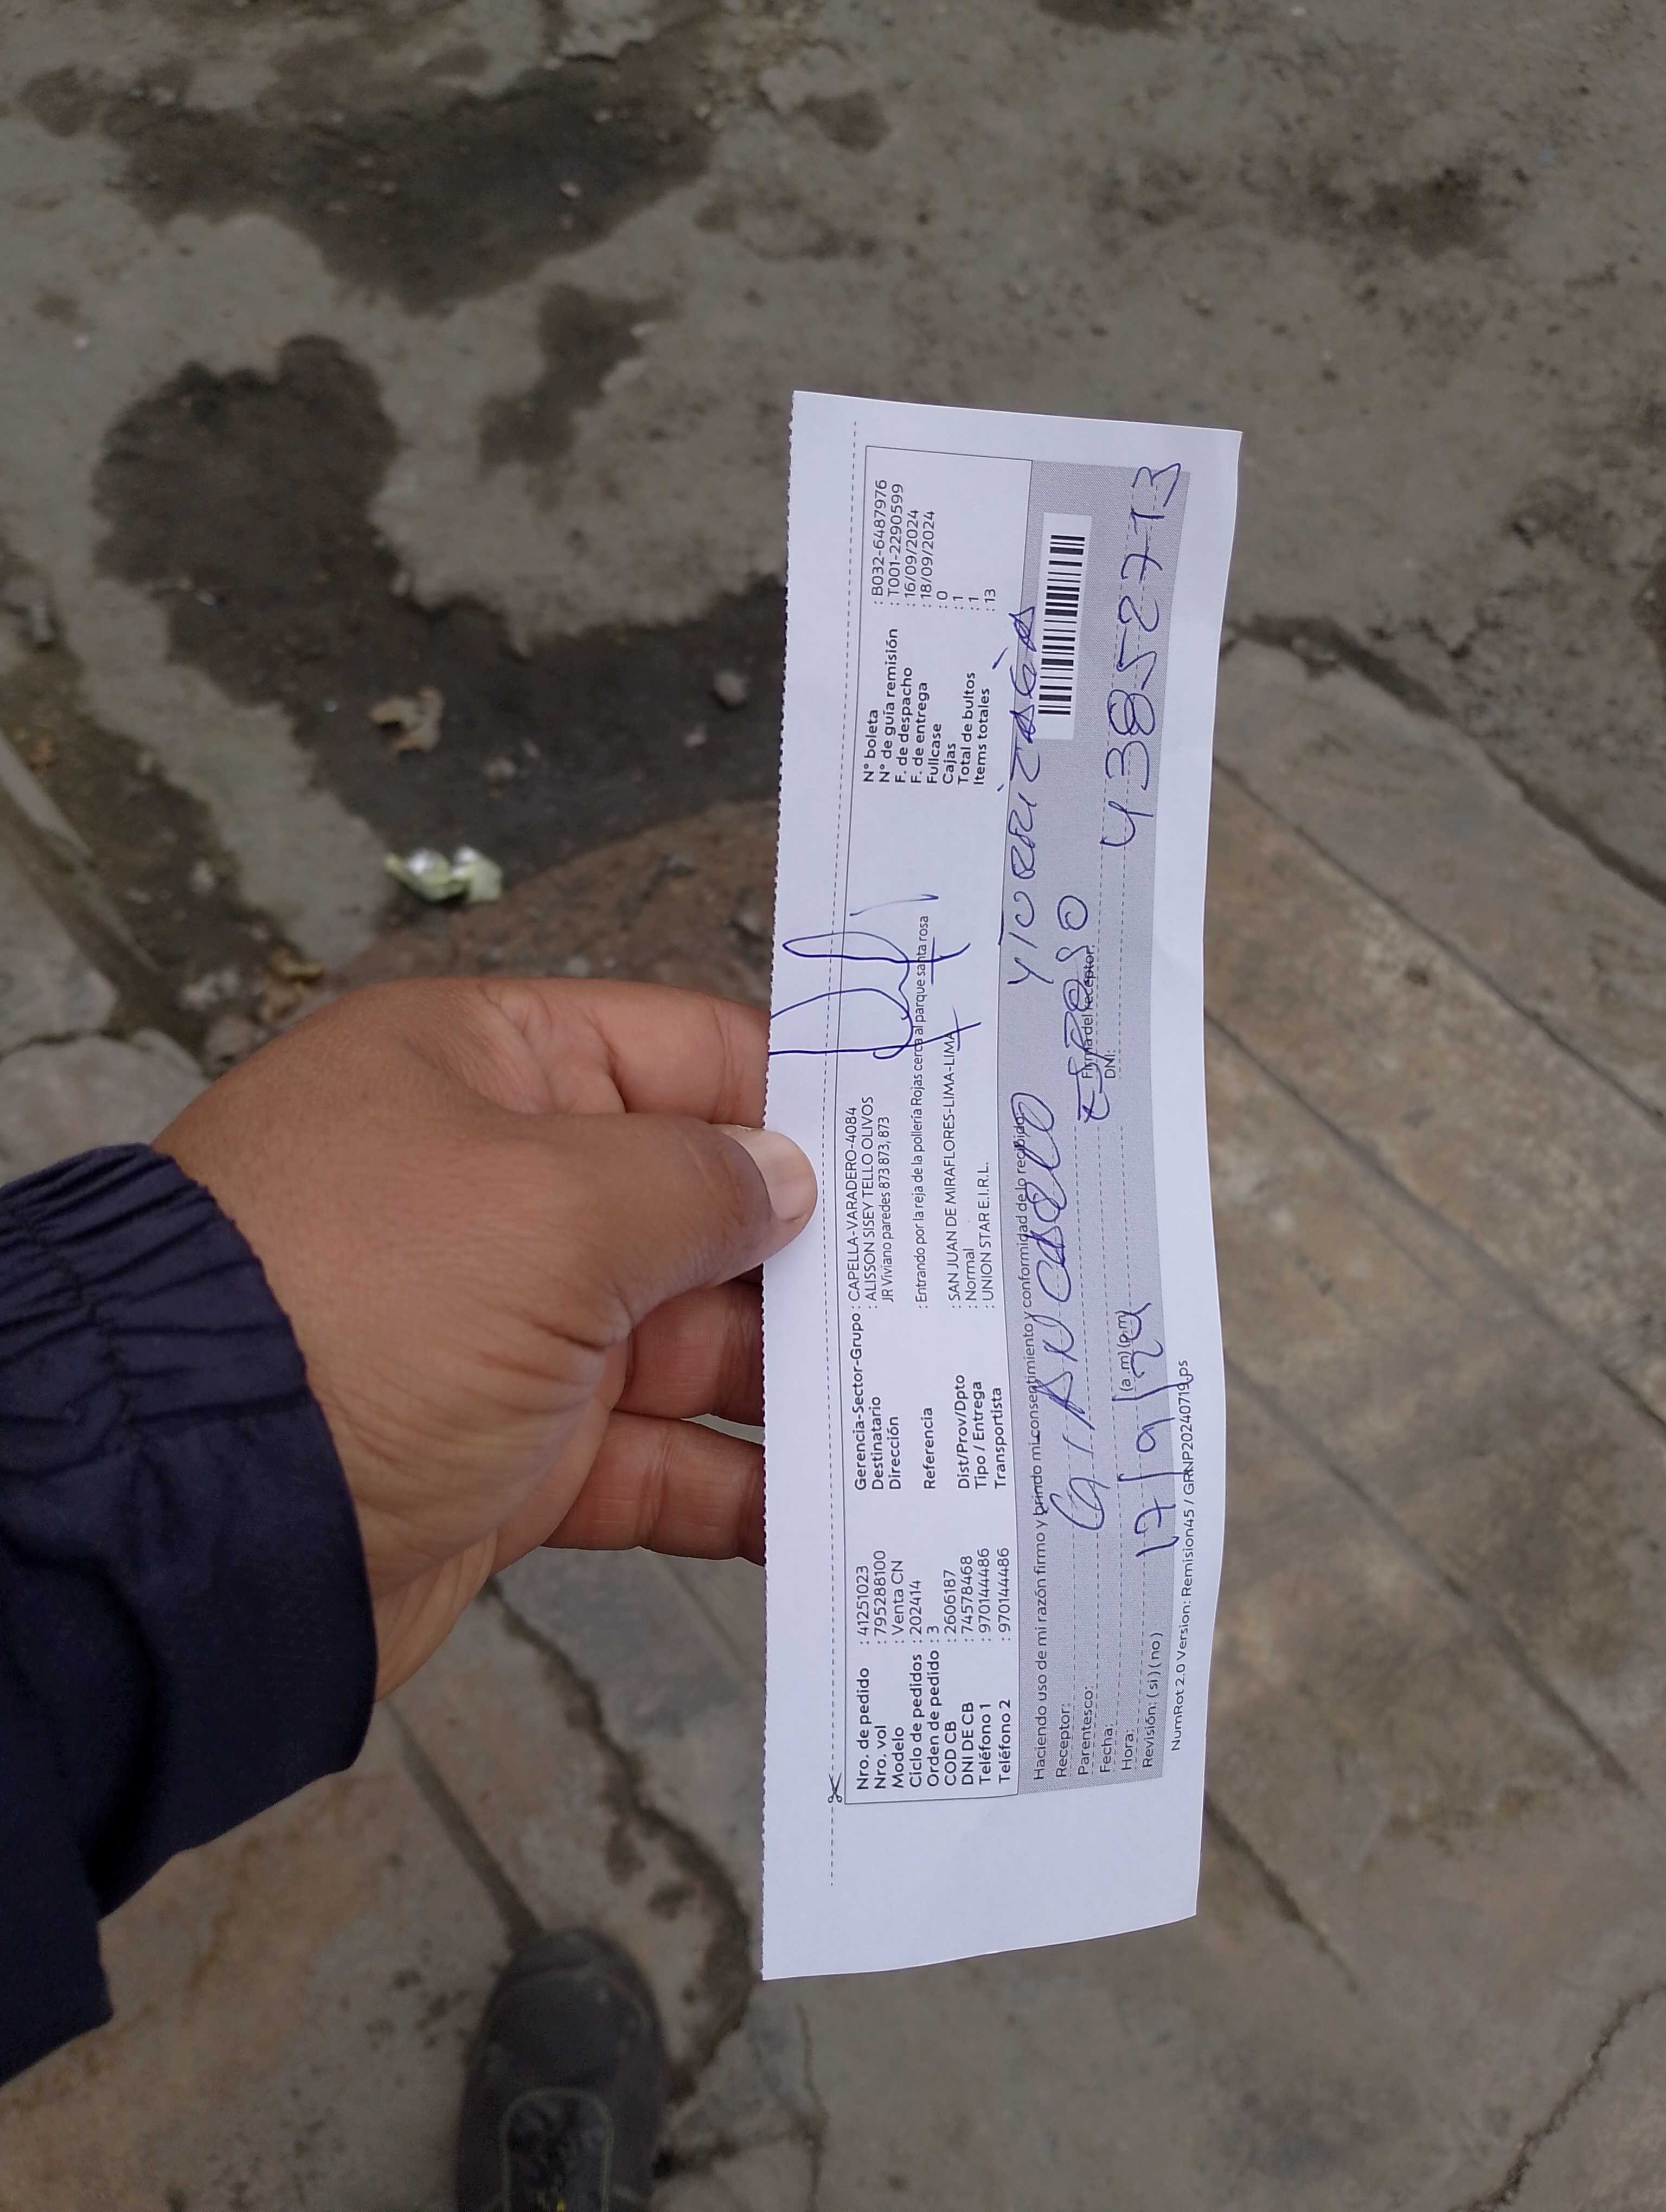 Nro. de pedido : 41251023
Nro. vol : 795288100
Modelo : Venta CN
Ciclo de pedidos : 202414
Orden de pedido : 3
COD CB : 2606187
DNI DE CB : 74578468
Teléfono 1 : 970144486
Teléfono 2 : 970144486
Gerencia-Sector-Grupo : CAPELLA-VARADERO-4084
Destinatario : ALISSON SISEY TELLO OLIVOS
Dirección JR Viviano paredes 873 873, 873
Referencia : Entrando por la reja de la pollería Rojas cerca al parque santa rosa
Dist/Prov/Dpto : SAN JUAN DE MIRAFLORES-LIMA-LIMA
Tipo / Entrega : Normal
Transportista : UNION STAR E.I.R.L.
N° boleta : B032-6487976
N° de guía remisión : T001-2290599
F. de despacho : 16/09/2024
F. de entrega : 18/09/2024
Fullcase : 0
Cajas : 1
Total de bultos : 1
Items totales : 13
Haciendo uso de mi razón firmo y brindo mi consentimiento y conformidad de lo recibido
Receptor:
Parentesco: Esposo
Firma del receptor
Fecha: 17/9/24
DNI: 43852713
Hora: (a.m) (p.m)
Revisión: (si) (no)
NumRot 2.0 Version: Remision45 / GRNP20240719.ps